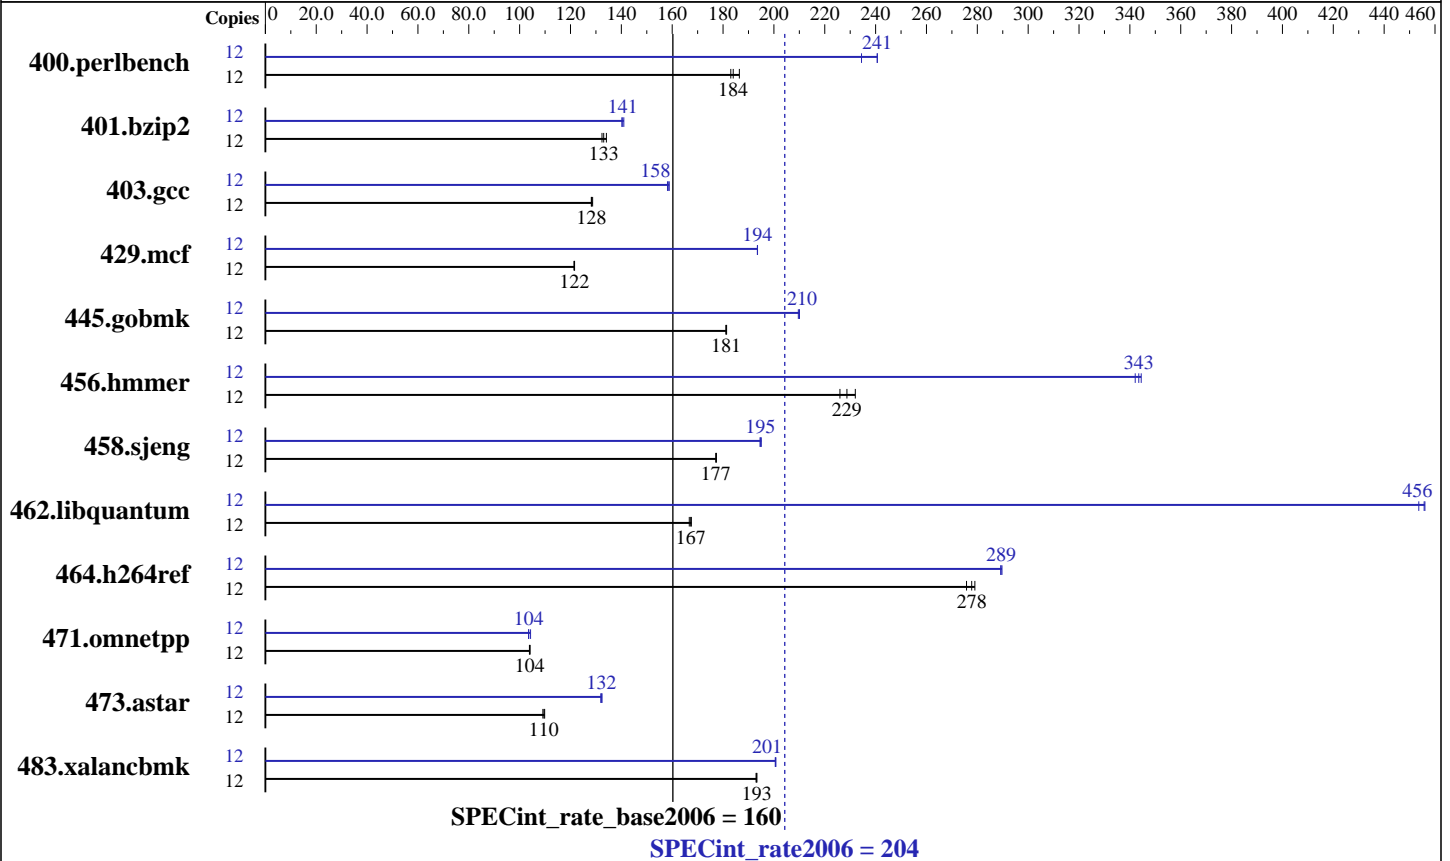 Copies 0 20.0 40.0 60.0 80.0 100 120 140 160 180 200 220 240 260 280 300 320 340 360 380 400 420 440 460
400.perlbench 12 241
12 184
401.bzip2 12 141
12 133
403.gcc 12 158
12 128
429.mcf 12 194
12 122
445.gobmk 12 210
12 181
456.hmmer 12 343
12 229
458.sjeng 12 195
12 177
462.libquantum 12 456
12 167
464.h264ref 12 289
12 278
471.omnetpp 12 104
12 104
473.astar 12 132
12 110
483.xalancbmk 12 201
12 193
SPECint_rate_base2006 = 160
SPECint_rate2006 = 204